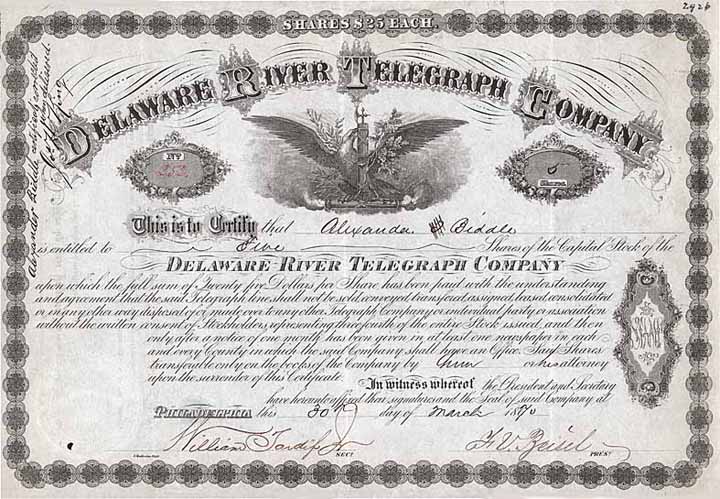 2426
SHARES $25 EACH.
DELAWARE RIVER TELEGRAPH COMPANY
Nº
5
Shares
This is to Certify that Alexander Biddle
is entitled to Five Shares of the Capital Stock of the
DELAWARE RIVER TELEGRAPH COMPANY
upon which the full sum of Twenty five Dollars per Share has been paid with the understanding
and agreement that the said Telegraph line shall not be sold, conveyed, transfered, assigned, leased, consolidated
or in any other way disposed of or made over to any other Telegraph Company or individual party or association
without the written consent of Stockholders, representing three fourth of the entire Stock issued, and then
only after a notice of one month has been given in at least one newspaper in each
and every County in which the said Company shall have an Office. Said Shares
transferable only on the books of the Company by or his attorney
upon the surrender of this Certificate.
In witness whereof the President and Secretary
have hereunto affixed their signatures and the Seal of said Company at
PHILADELPHIA this 30th day of March 1870
William Tardif Jr
SECY.
PREST.
Alexander Biddle